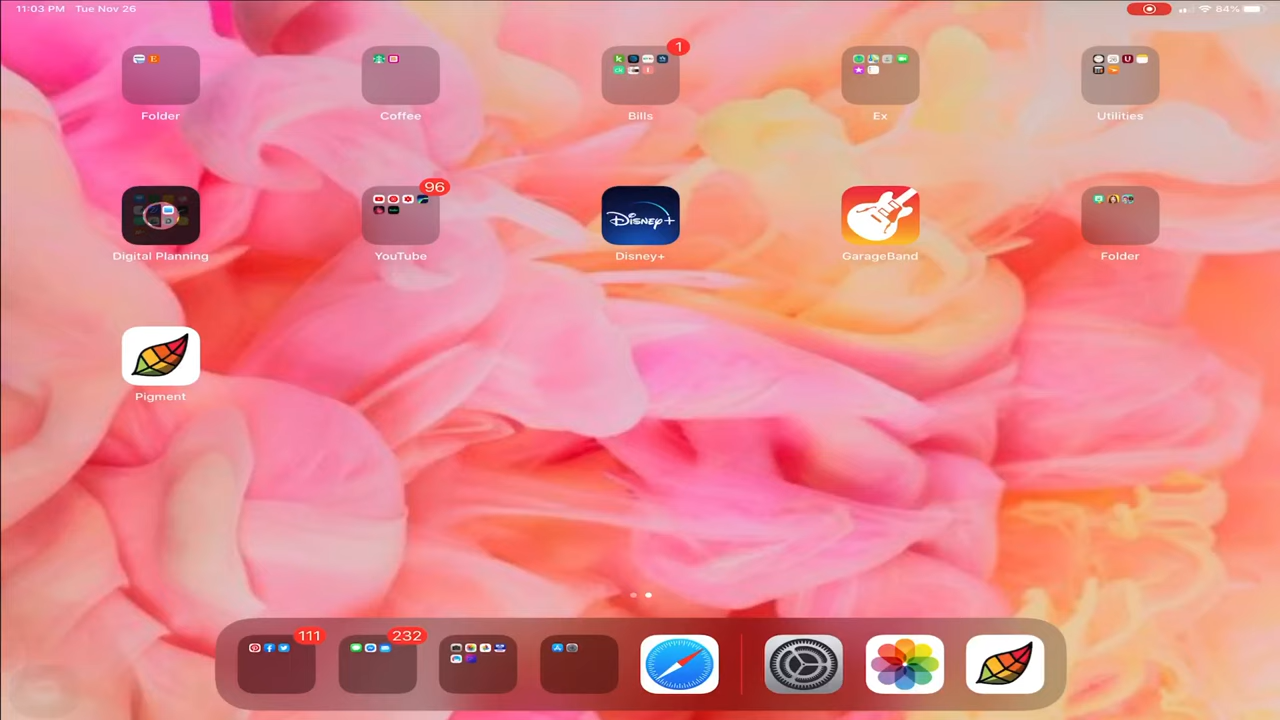 11:03 PM Tue Nov 26
84%
1
Folder
Coffee
Bills
Ex
Utilities
96
Disney+
Digital Planning
YouTube
Disney+
GarageBand
Folder
Pigment
111
232